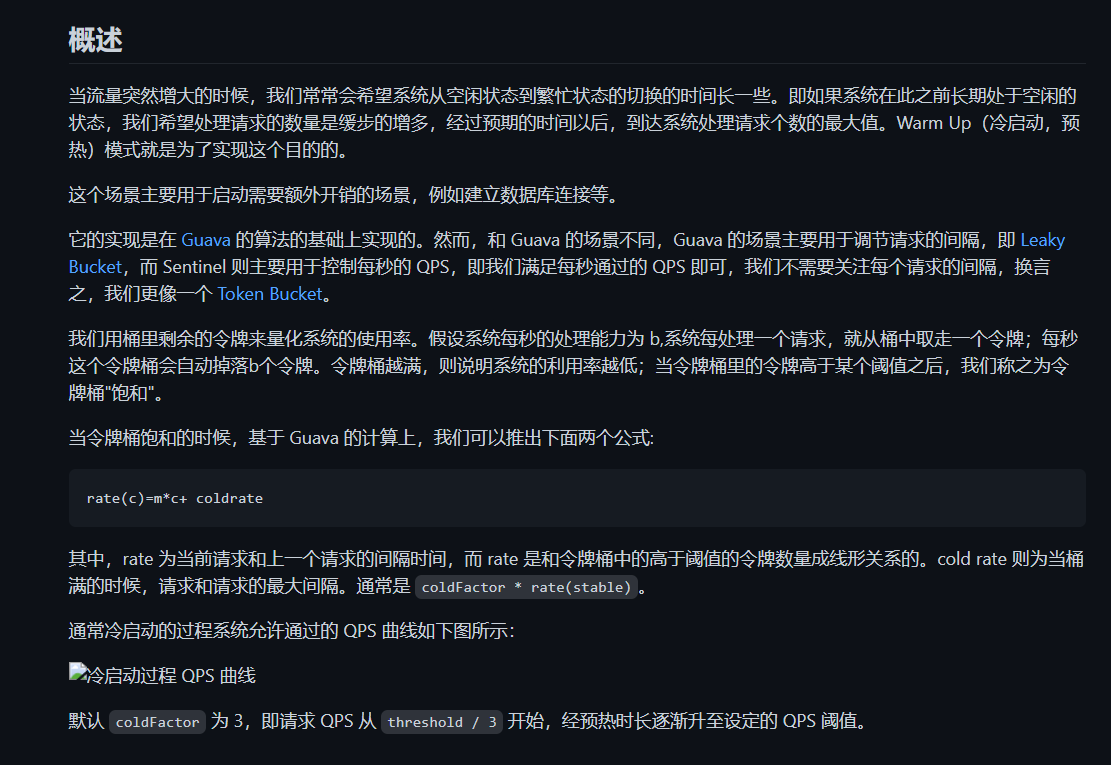 概述
当流量突然增大的时候，我们常常会希望系统从空闲状态到繁忙状态的切换的时间长一些。即如果系统在此之前长期处于空闲的
状态，我们希望处理请求的数量是缓步的增多，经过预期的时间以后，到达系统处理请求个数的最大值。Warm Up（冷启动，预
热）模式就是为了实现这个目的的。
这个场景主要用于启动需要额外开销的场景，例如建立数据库连接等。
它的实现是在 Guava 的算法的基础上实现的。然而，和 Guava 的场景不同，Guava 的场景主要用于调节请求的间隔，即 Leaky
Bucket，而 Sentinel 则主要用于控制每秒的 QPS，即我们满足每秒通过的 QPS 即可，我们不需要关注每个请求的间隔，换言
之，我们更像一个 Token Bucket。
我们用桶里剩余的令牌来量化系统的使用率。假设系统每秒的处理能力为 b,系统每处理一个请求，就从桶中取走一个令牌；每秒
这个令牌桶会自动掉落b个令牌。令牌桶越满，则说明系统的利用率越低；当令牌桶里的令牌高于某个阈值之后，我们称之为令
牌桶"饱和"。
当令牌桶饱和的时候，基于 Guava 的计算上，我们可以推出下面两个公式:
rate(c)=m*c+ coldrate
其中，rate 为当前请求和上一个请求的间隔时间，而 rate 是和令牌桶中的高于阈值的令牌数量成线形关系的。cold rate 则为当桶
满的时候，请求和请求的最大间隔。通常是 coldFactor * rate(stable)。
通常冷启动的过程系统允许通过的 QPS 曲线如下图所示：
冷启动过程 QPS 曲线
默认 coldFactor 为 3，即请求 QPS 从 threshold / 3 开始，经预热时长逐渐升至设定的 QPS 阈值。